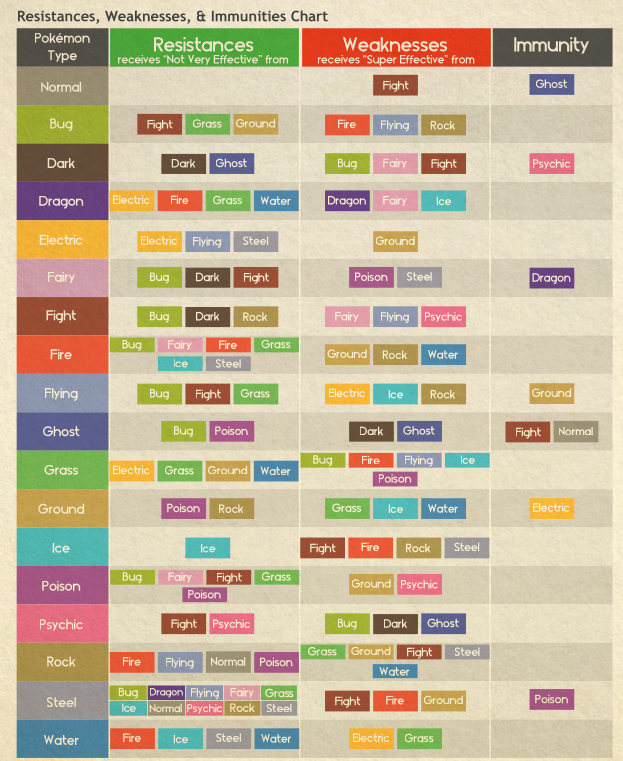 Resistances, Weaknesses, & Immunities Chart
Pokémon Type Resistances receives "Not Very Effective" from Weaknesses receives "Super Effective" from Immunity
Normal Fight Ghost
Bug Fight Grass Ground Fire Flying Rock
Dark Dark Ghost Bug Fairy Fight Psychic
Dragon Electric Fire Grass Water Dragon Fairy Ice
Electric Electric Flying Steel Ground
Fairy Bug Dark Fight Poison Steel Dragon
Fight Bug Dark Rock Fairy Flying Psychic
Fire Bug Fairy Fire Grass Ice Steel Ground Rock Water
Flying Bug Fight Grass Electric Ice Rock Ground
Ghost Bug Poison Dark Ghost Fight Normal
Grass Electric Grass Ground Water Bug Fire Flying Ice Poison
Ground Poison Rock Grass Ice Water Electric
Ice Ice Fight Fire Rock Steel
Poison Bug Fairy Fight Grass Poison Ground Psychic
Psychic Fight Psychic Bug Dark Ghost
Rock Fire Flying Normal Poison Grass Ground Fight Steel Water
Steel Bug Dragon Flying Fairy Grass Ice Normal Psychic Rock Steel Fight Fire Ground Poison
Water Fire Ice Steel Water Electric Grass